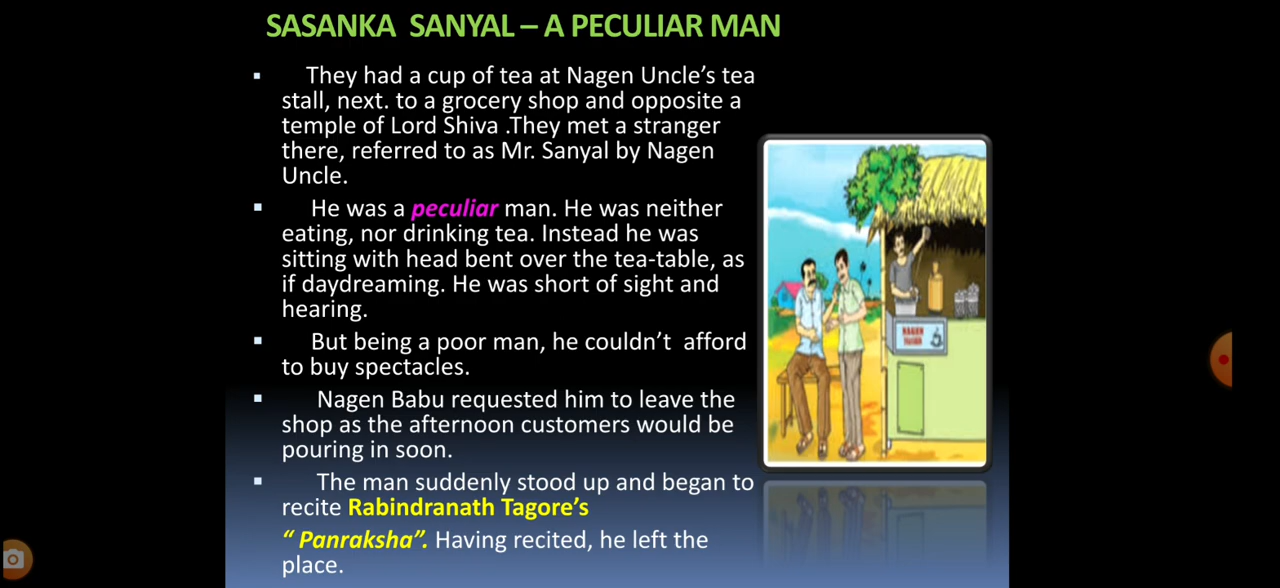 SASANKA SANYAL – A PECULIAR MAN
▪ They had a cup of tea at Nagen Uncle's tea
stall, next. to a grocery shop and opposite a
temple of Lord Shiva .They met a stranger
there, referred to as Mr. Sanyal by Nagen
Uncle.
▪ He was a peculiar man. He was neither
eating, nor drinking tea. Instead he was
sitting with head bent over the tea-table, as
if daydreaming. He was short of sight and
hearing.
▪ But being a poor man, he couldn't afford
to buy spectacles.
▪ Nagen Babu requested him to leave the
shop as the afternoon customers would be
pouring in soon.
▪ The man suddenly stood up and began to
recite Rabindranath Tagore's
“ Panraksha”. Having recited, he left the
place.
NAGEN